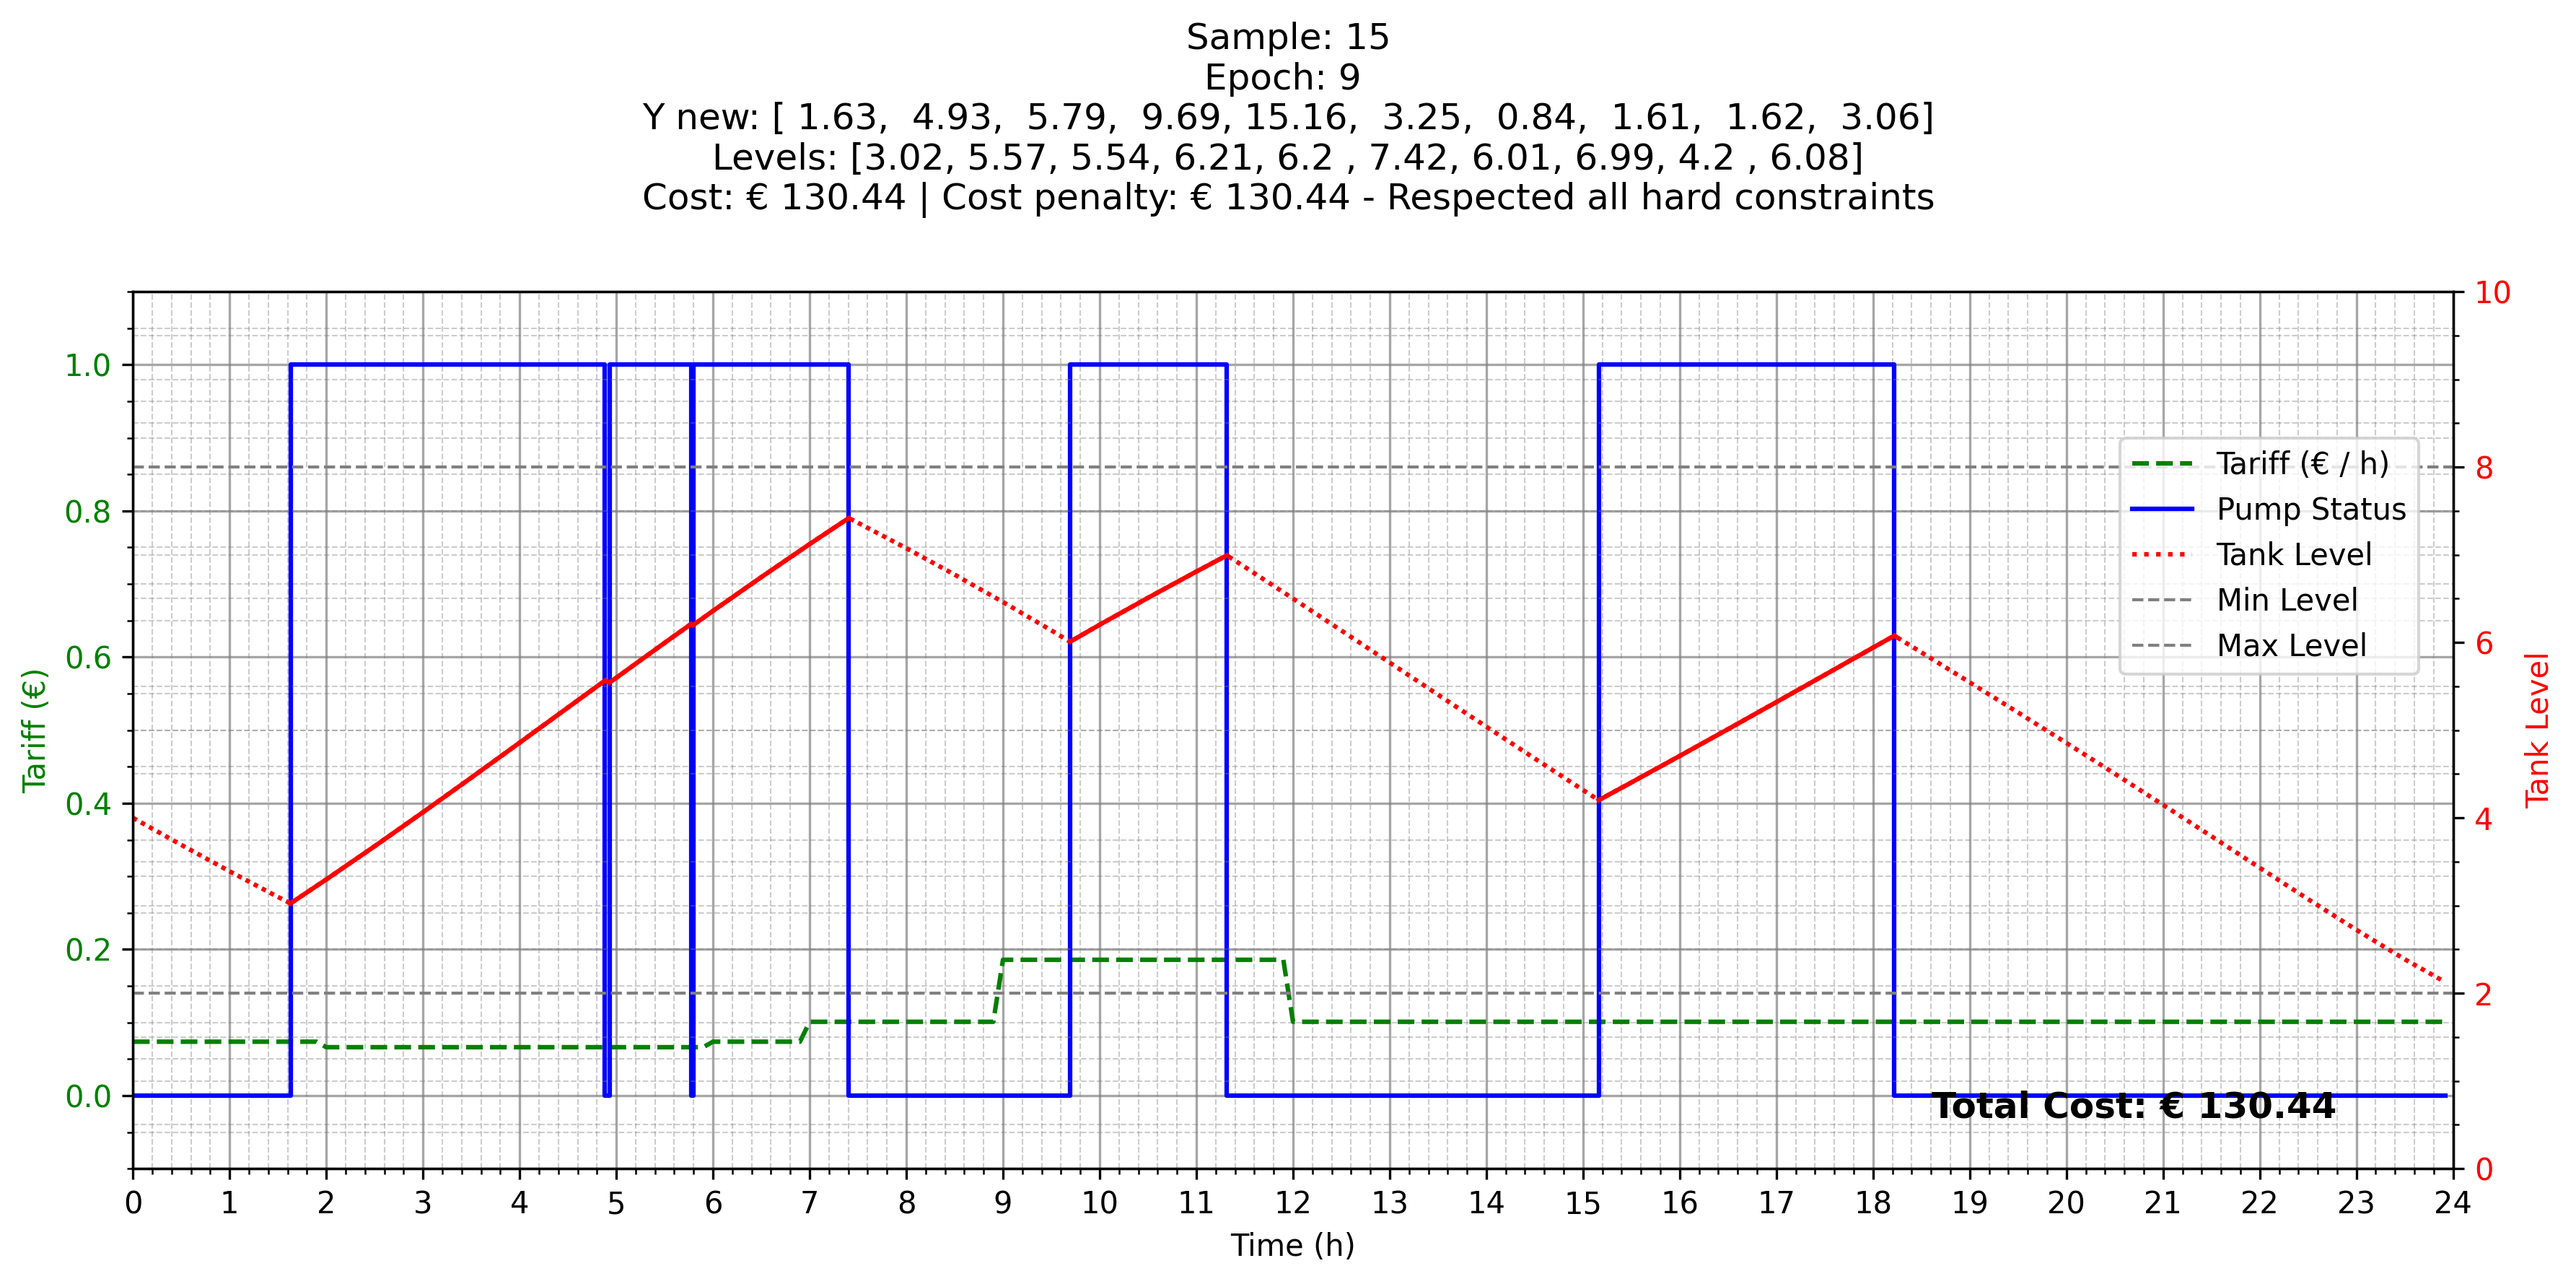 Sample: 15
Epoch: 9
Y new: [ 1.63,  4.93,  5.79,  9.69, 15.16,  3.25,  0.84,  1.61,  1.62,  3.06]
Levels: [3.02, 5.57, 5.54, 6.21, 6.2 , 7.42, 6.01, 6.99, 4.2 , 6.08]
Cost: € 130.44 | Cost penalty: € 130.44 - Respected all hard constraints
1.0
0.8
0.6
0.4
0.2
0.0
Tariff (€)
10
8
6
4
2
0
Tank Level
Tariff (€ / h)
Pump Status
Tank Level
Min Level
Max Level
Total Cost: € 130.44
0 1 2 3 4 5 6 7 8 9 10 11 12 13 14 15 16 17 18 19 20 21 22 23 24
Time (h)